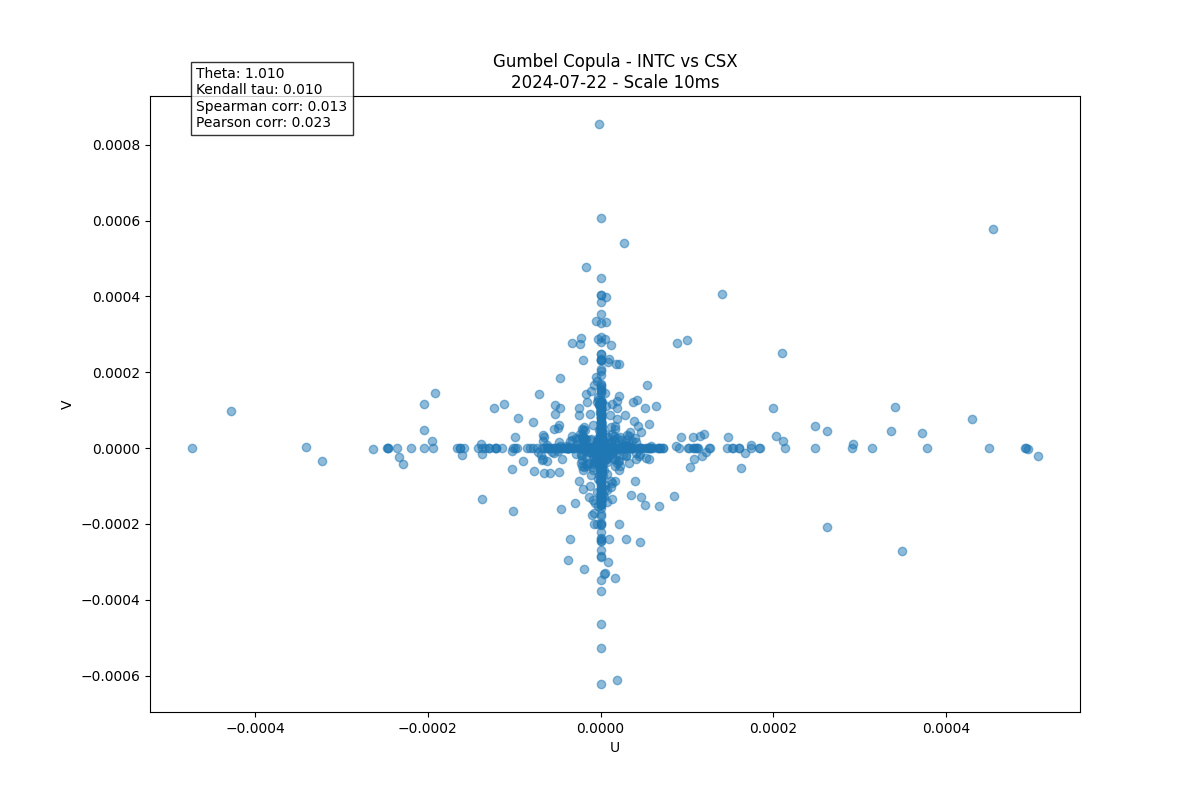 Gumbel Copula - INTC vs CSX
2024-07-22 - Scale 10ms
Theta: 1.010
Kendall tau: 0.010
Spearman corr: 0.013
Pearson corr: 0.023
V
0.0008
0.0006
0.0004
0.0002
0.0000
−0.0002
−0.0004
−0.0006
−0.0004
−0.0002
0.0000
0.0002
0.0004
U